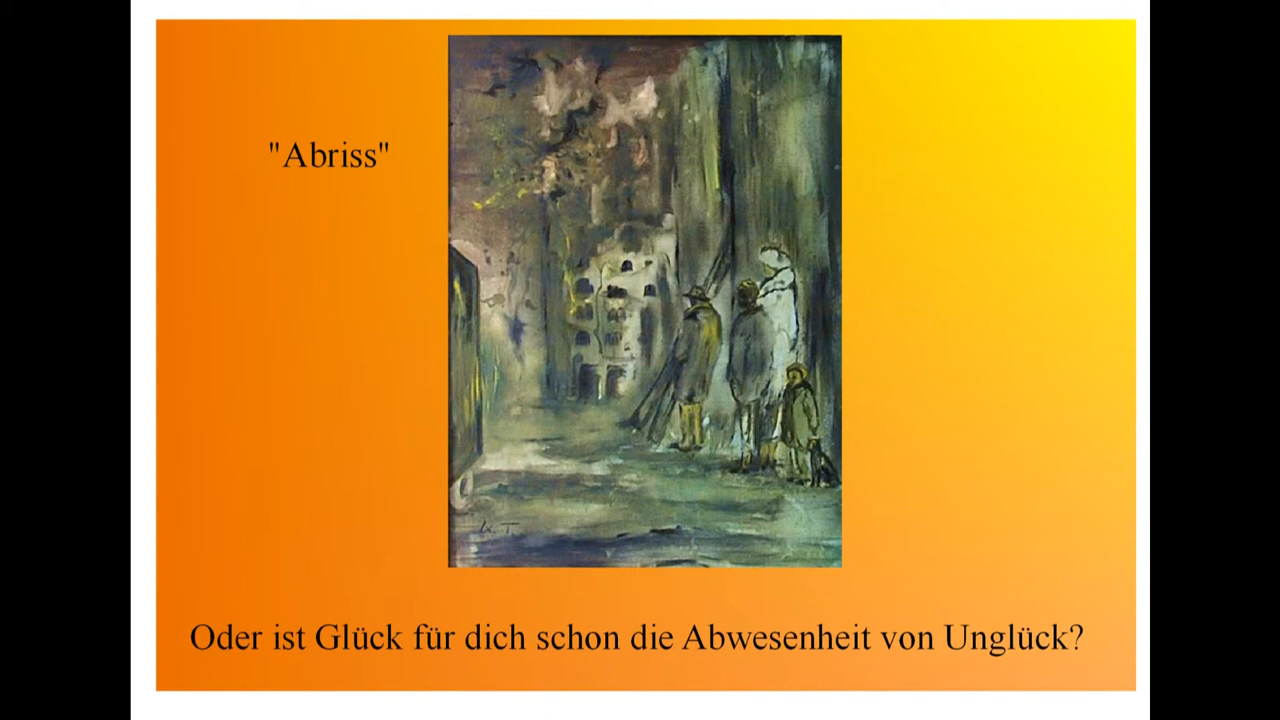 "Abriss"
K. T.
Oder ist Glück für dich schon die Abwesenheit von Unglück?